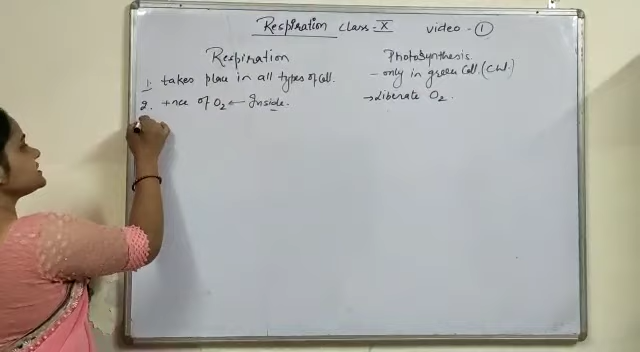 Respiration class-X video-①
Respiration Photosynthesis
1. takes place in all types of cell. - only in green cell. (Chl.)
2. +nce of O2 ← Inside. → Liberate O2.